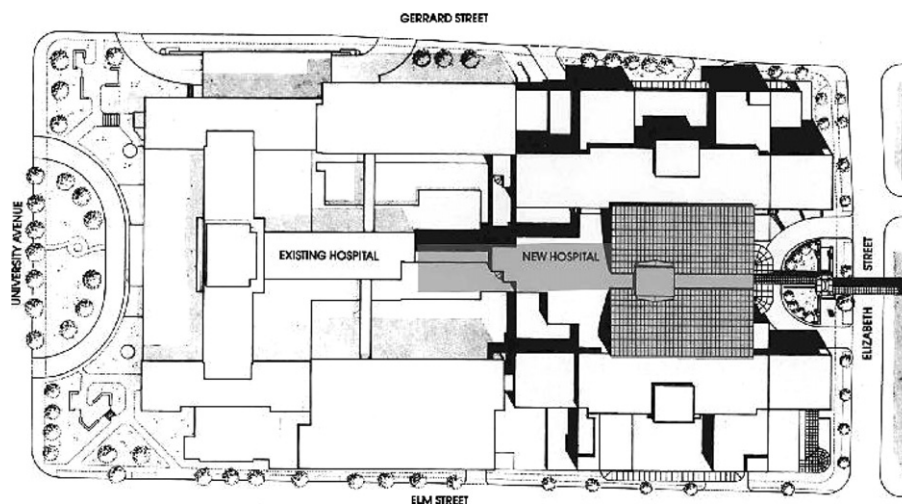 GERRARD STREET
UNIVERSITY AVENUE
EXISTING HOSPITAL
NEW HOSPITAL
ELIZABETH STREET
ELM STREET